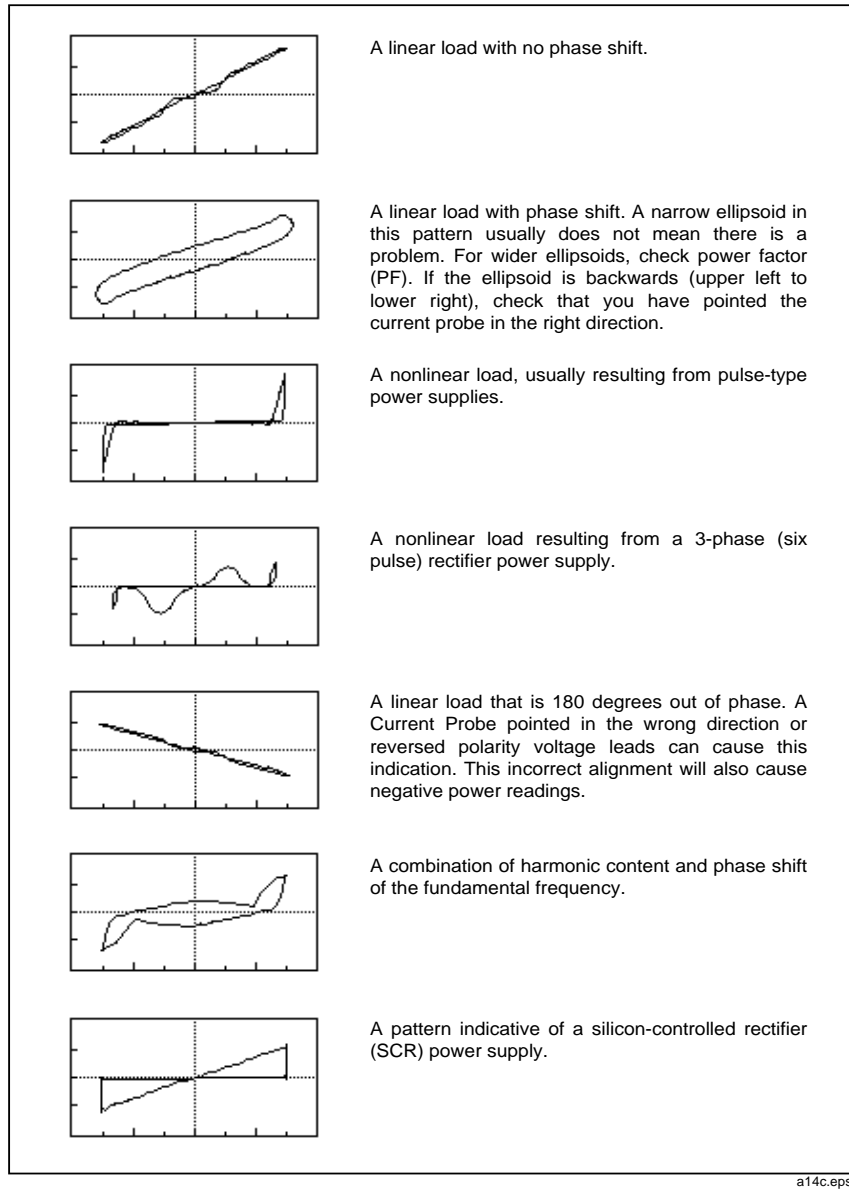 A linear load with no phase shift.
A linear load with phase shift. A narrow ellipsoid in
this pattern usually does not mean there is a
problem. For wider ellipsoids, check power factor
(PF). If the ellipsoid is backwards (upper left to
lower right), check that you have pointed the
current probe in the right direction.
A nonlinear load, usually resulting from pulse-type
power supplies.
A nonlinear load resulting from a 3-phase (six
pulse) rectifier power supply.
A linear load that is 180 degrees out of phase. A
Current Probe pointed in the wrong direction or
reversed polarity voltage leads can cause this
indication. This incorrect alignment will also cause
negative power readings.
A combination of harmonic content and phase shift
of the fundamental frequency.
A pattern indicative of a silicon-controlled rectifier
(SCR) power supply.
a14c.eps